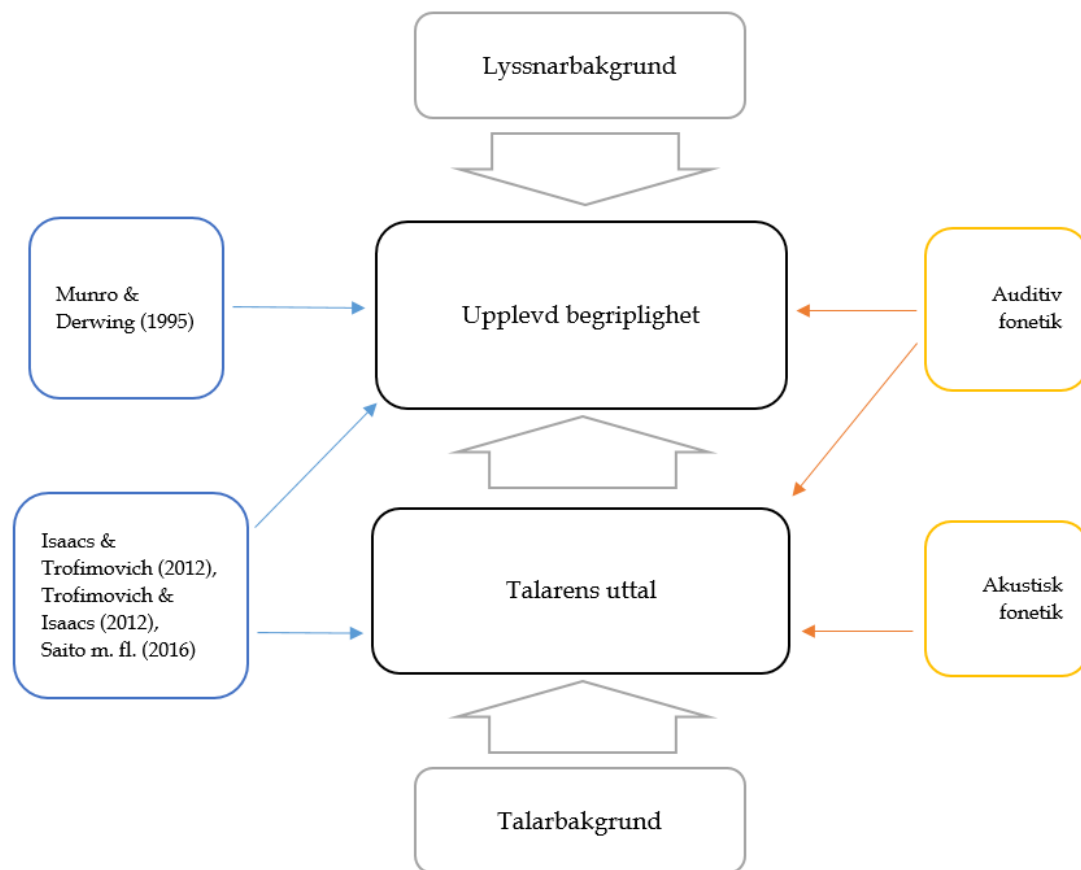 Lyssnarbakgrund
Munro &
Derwing (1995)
Upplevd begriplighet
Auditiv
fonetik
Isaacs &
Trofimovich (2012),
Trofimovich &
Isaacs (2012),
Saito m. fl. (2016)
Talarens uttal
Akustisk
fonetik
Talarbakgrund